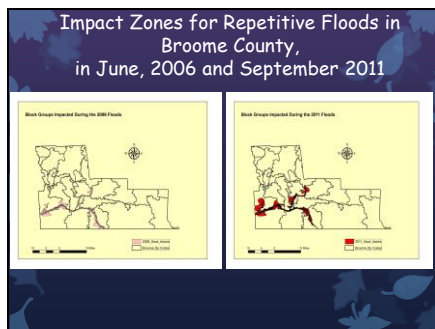 Impact Zones for Repetitive Floods in
Broome County,
in June, 2006 and September 2011
Block Groups Impacted During the 2006 Floods
Block Groups Impacted During the 2011 Floods